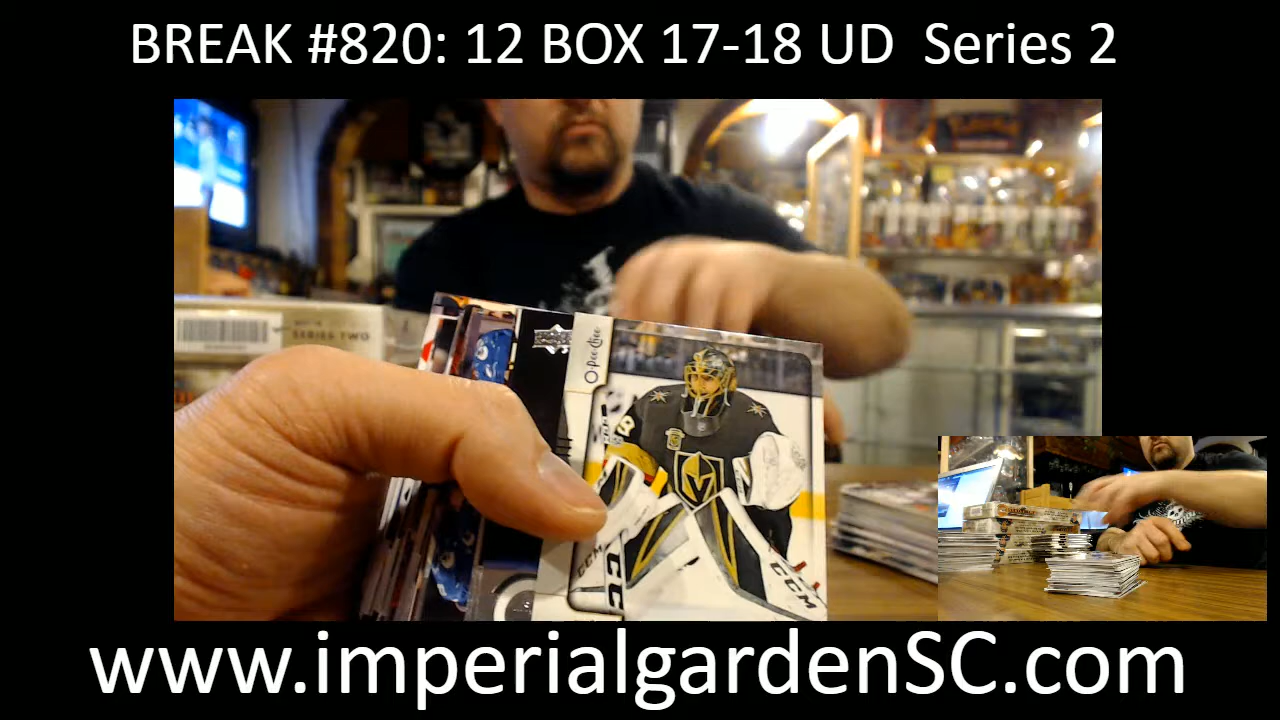 BREAK #820: 12 BOX 17-18 UD Series 2
SERIES TWO
O-Pee-Chee
CCM
CCM
www.imperialgardenSC.com